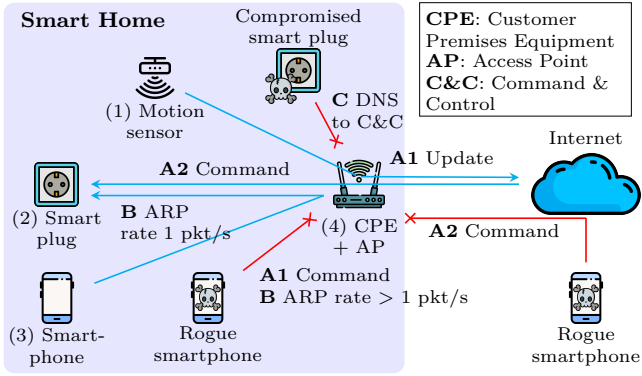 Smart Home
Compromised
smart plug
CPE: Customer
Premises Equipment
AP: Access Point
C&C: Command &
Control
(1) Motion
sensor
C DNS
to C&C
Internet
A2 Command
A1 Update
(2) Smart
plug
B ARP
rate 1 pkt/s
(4) CPE
+ AP
A2 Command
A1 Command
B ARP rate > 1 pkt/s
(3) Smart-
phone
Rogue
smartphone
Rogue
smartphone